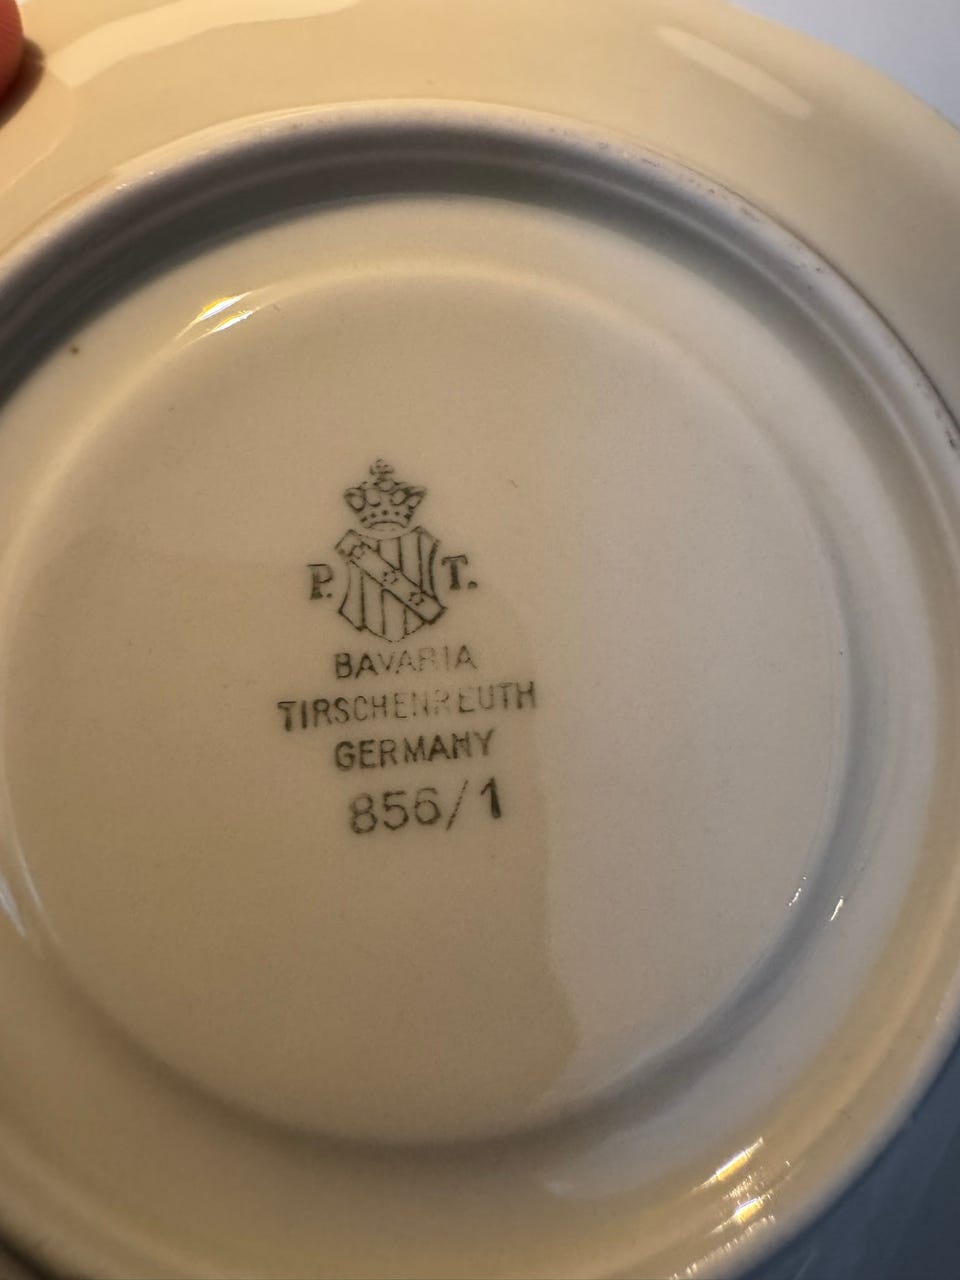 P. T.
BAVARIA
TIRSCHENREUTH
GERMANY
856/1